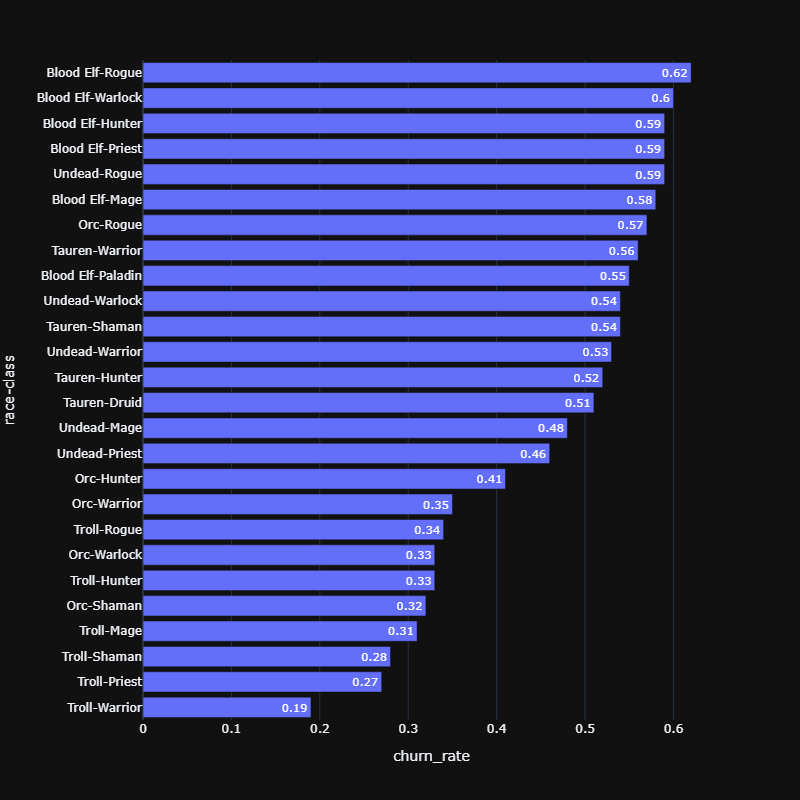 Blood Elf-Rogue 0.62
Blood Elf-Warlock 0.6
Blood Elf-Hunter 0.59
Blood Elf-Priest 0.59
Undead-Rogue 0.59
Blood Elf-Mage 0.58
Orc-Rogue 0.57
Tauren-Warrior 0.56
Blood Elf-Paladin 0.55
Undead-Warlock 0.54
Tauren-Shaman 0.54
Undead-Warrior 0.53
Tauren-Hunter 0.52
Tauren-Druid 0.51
Undead-Mage 0.48
Undead-Priest 0.46
Orc-Hunter 0.41
Orc-Warrior 0.35
Troll-Rogue 0.34
Orc-Warlock 0.33
Troll-Hunter 0.33
Orc-Shaman 0.32
Troll-Mage 0.31
Troll-Shaman 0.28
Troll-Priest 0.27
Troll-Warrior 0.19
race-class
0 0.1 0.2 0.3 0.4 0.5 0.6
churn_rate